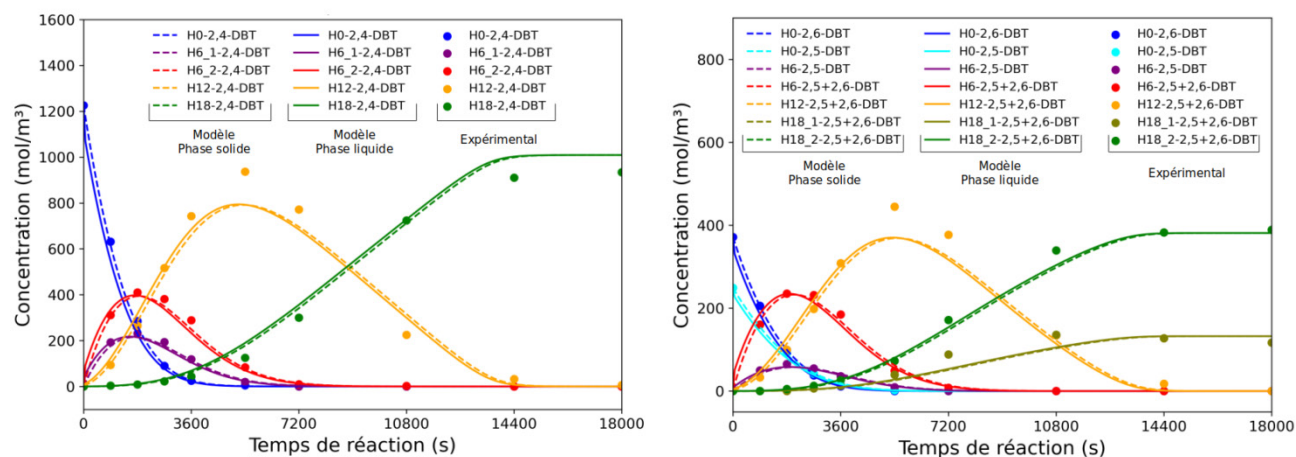 1600
1400
1200
1000
800
600
400
200
0
Concentration (mol/m³)
H0-2,4-DBT H0-2,4-DBT H0-2,4-DBT
H6_1-2,4-DBT H6_1-2,4-DBT H6_1-2,4-DBT
H6_2-2,4-DBT H6_2-2,4-DBT H6_2-2,4-DBT
H12-2,4-DBT H12-2,4-DBT H12-2,4-DBT
H18-2,4-DBT H18-2,4-DBT H18-2,4-DBT
Modèle Modèle Expérimental
Phase solide Phase liquide
0 3600 7200 10800 14400 18000
Temps de réaction (s)
800
600
400
200
0
Concentration (mol/m³)
H0-2,6-DBT H0-2,6-DBT H0-2,6-DBT
H0-2,5-DBT H0-2,5-DBT H0-2,5-DBT
H6-2,5-DBT H6-2,5-DBT H6-2,5-DBT
H6-2,5+2,6-DBT H6-2,5+2,6-DBT H6-2,5+2,6-DBT
H12-2,5+2,6-DBT H12-2,5+2,6-DBT H12-2,5+2,6-DBT
H18_1-2,5+2,6-DBT H18_1-2,5+2,6-DBT H18_1-2,5+2,6-DBT
H18_2-2,5+2,6-DBT H18_2-2,5+2,6-DBT H18_2-2,5+2,6-DBT
Modèle Modèle Expérimental
Phase solide Phase liquide
0 3600 7200 10800 14400 18000
Temps de réaction (s)